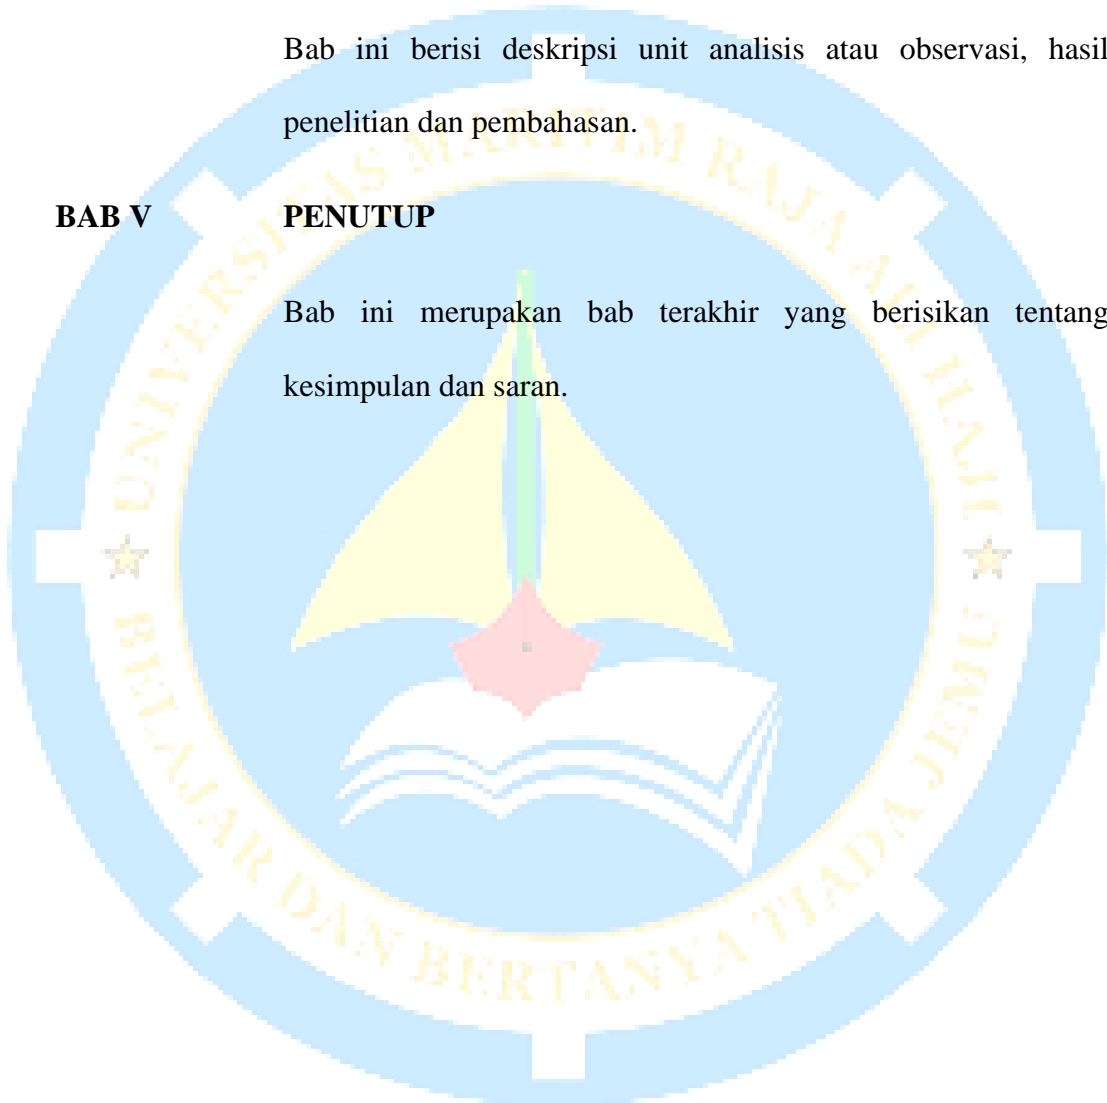 Bab ini berisi deskripsi unit analisis atau observasi, hasil
penelitian dan pembahasan.
BAB V PENUTUP
Bab ini merupakan bab terakhir yang berisikan tentang
kesimpulan dan saran.
UNIVERSITAS MARITIM RAJA ALI HAJI
BELAJAR DAN BERTANYA TIADA JEMU